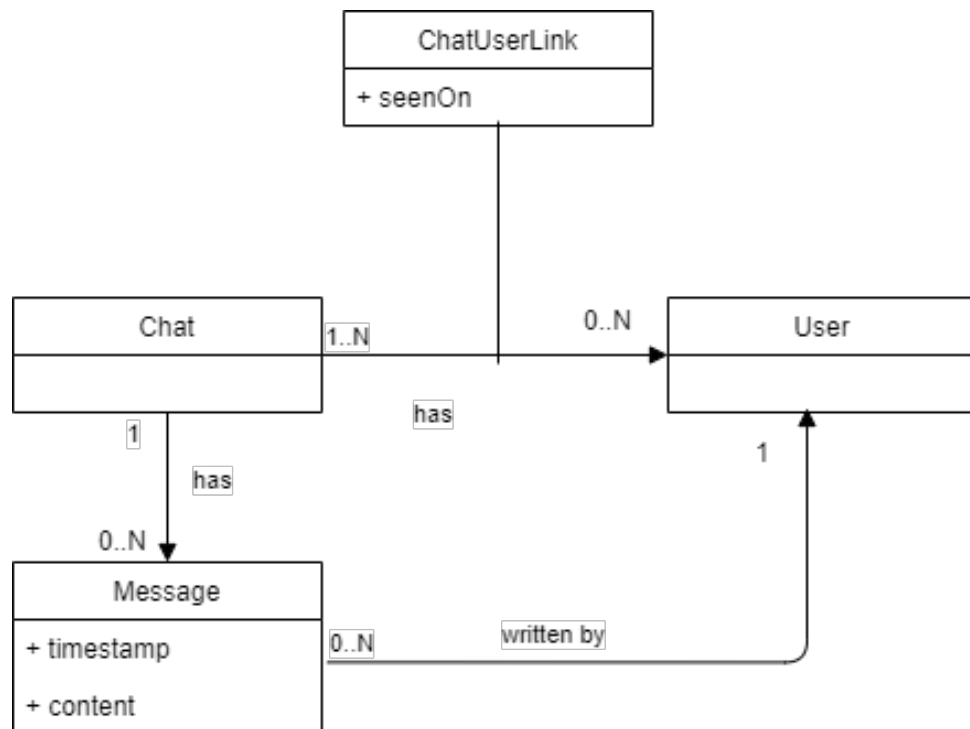 ChatUserLink
+ seenOn
Chat
1..N
0..N
User
has
1
has
1
0..N
Message
+ timestamp
+ content
0..N
written by